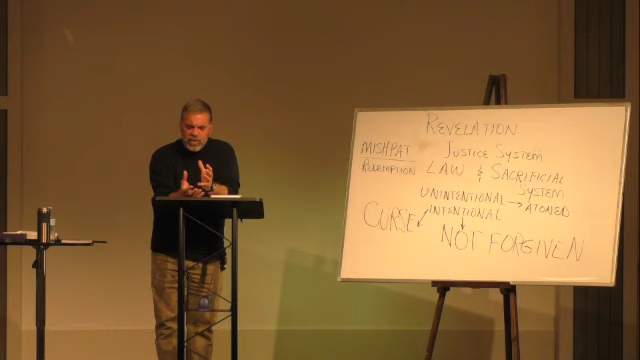 REVELATION
MISHPAT JUSTICE SYSTEM
REDEMPTION LAW & SACRIFICIAL
SYSTEM
UNINTENTIONAL → ATONED
CURSE INTENTIONAL
NOT FORGIVEN